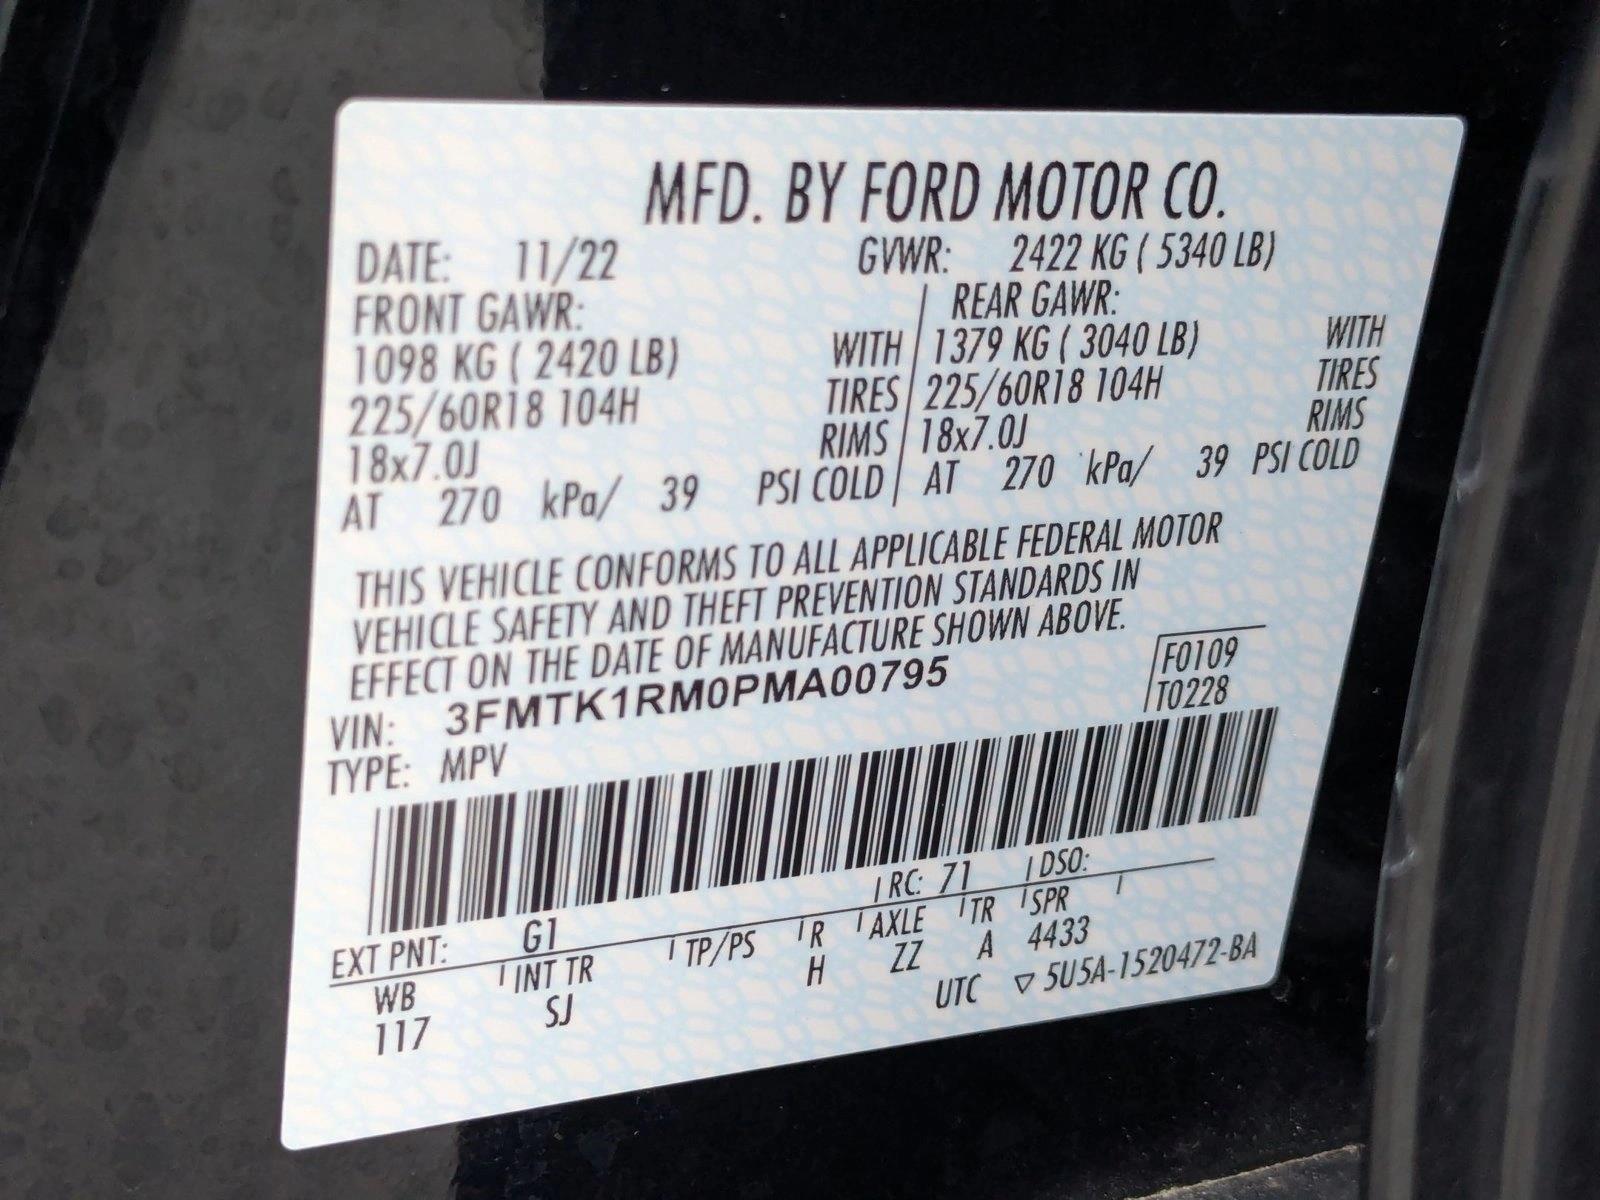 MFD. BY FORD MOTOR CO.
DATE: 11/22 GVWR: 2422 KG ( 5340 LB)
FRONT GAWR: REAR GAWR:
1098 KG ( 2420 LB) WITH 1379 KG ( 3040 LB) WITH
225/60R18 104H TIRES 225/60R18 104H TIRES
18x7.0J RIMS 18x7.0J RIMS
AT 270 kPa/ 39 PSI COLD AT 270 kPa/ 39 PSI COLD
THIS VEHICLE CONFORMS TO ALL APPLICABLE FEDERAL MOTOR
VEHICLE SAFETY AND THEFT PREVENTION STANDARDS IN
EFFECT ON THE DATE OF MANUFACTURE SHOWN ABOVE.
VIN: 3FMTK1RM0PMA00795 F0109
TYPE: MPV T0228
EXT PNT: G1 RC: 71 DSO:
WB INT TR TP/PS R AXLE TR SPR
117 SJ H ZZ A 4433
UTC ▽ 5U5A-1520472-BA